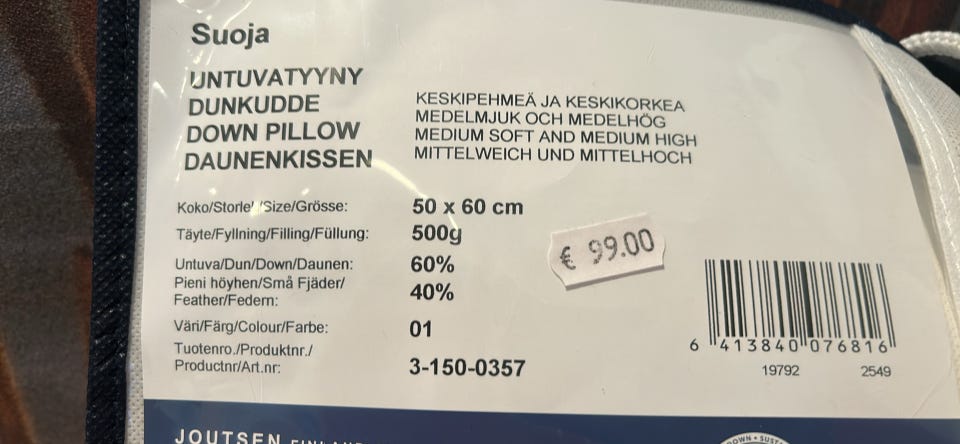 Suoja
UNTUVATYYNY
DUNKUDDE
DOWN PILLOW
DAUNENKISSEN
KESKIPEHMEÄ JA KESKIKORKEA
MEDELMJUK OCH MEDELHÖG
MEDIUM SOFT AND MEDIUM HIGH
MITTELWEICH UND MITTELHOCH
Koko/Storlek/Size/Grösse: 50 x 60 cm
Täyte/Fyllning/Filling/Füllung: 500g
Untuva/Dun/Down/Daunen: 60%
Pieni höyhen/Små Fjäder/
Feather/Federn: 40%
Väri/Färg/Colour/Farbe: 01
Tuotenro./Produktnr./
Productnr/Art.nr: 3-150-0357
€ 99.00
6 413840 076816
19792 2549
JOUTSEN FINLAND
DOWN •